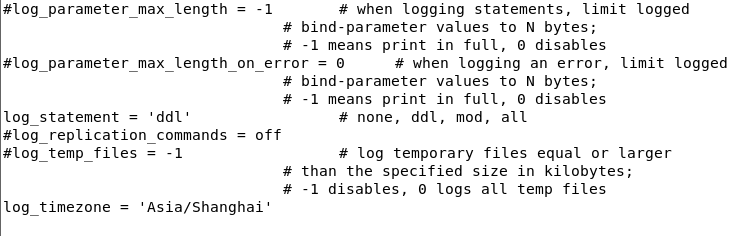 #log_parameter_max_length = -1 # when logging statements, limit logged
# bind-parameter values to N bytes;
# -1 means print in full, 0 disables
#log_parameter_max_length_on_error = 0 # when logging an error, limit logged
# bind-parameter values to N bytes;
# -1 means print in full, 0 disables
log_statement = 'ddl' # none, ddl, mod, all
#log_replication_commands = off
#log_temp_files = -1 # log temporary files equal or larger
# than the specified size in kilobytes;
# -1 disables, 0 logs all temp files
log_timezone = 'Asia/Shanghai'